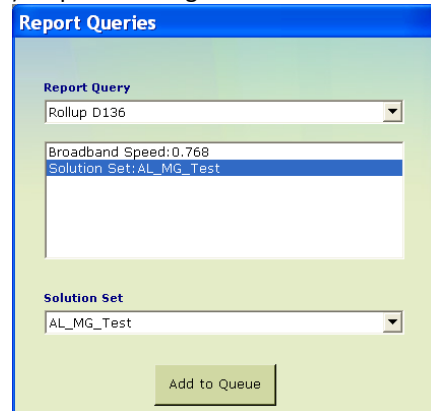 Report Queries
Report Query
Rollup D136
Broadband Speed:0.768
Solution Set:AL_MG_Test
Solution Set
AL_MG_Test
Add to Queue